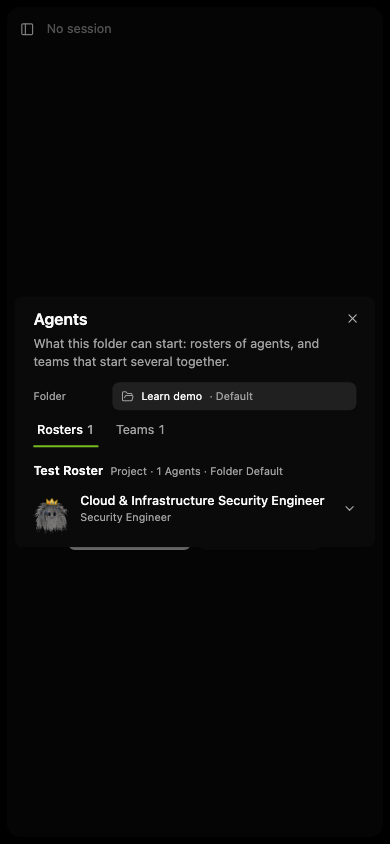 No session
Agents
What this folder can start: rosters of agents, and
teams that start several together.
Folder
Learn demo · Default
Rosters 1
Teams 1
Test Roster Project · 1 Agents · Folder Default
Cloud & Infrastructure Security Engineer
Security Engineer